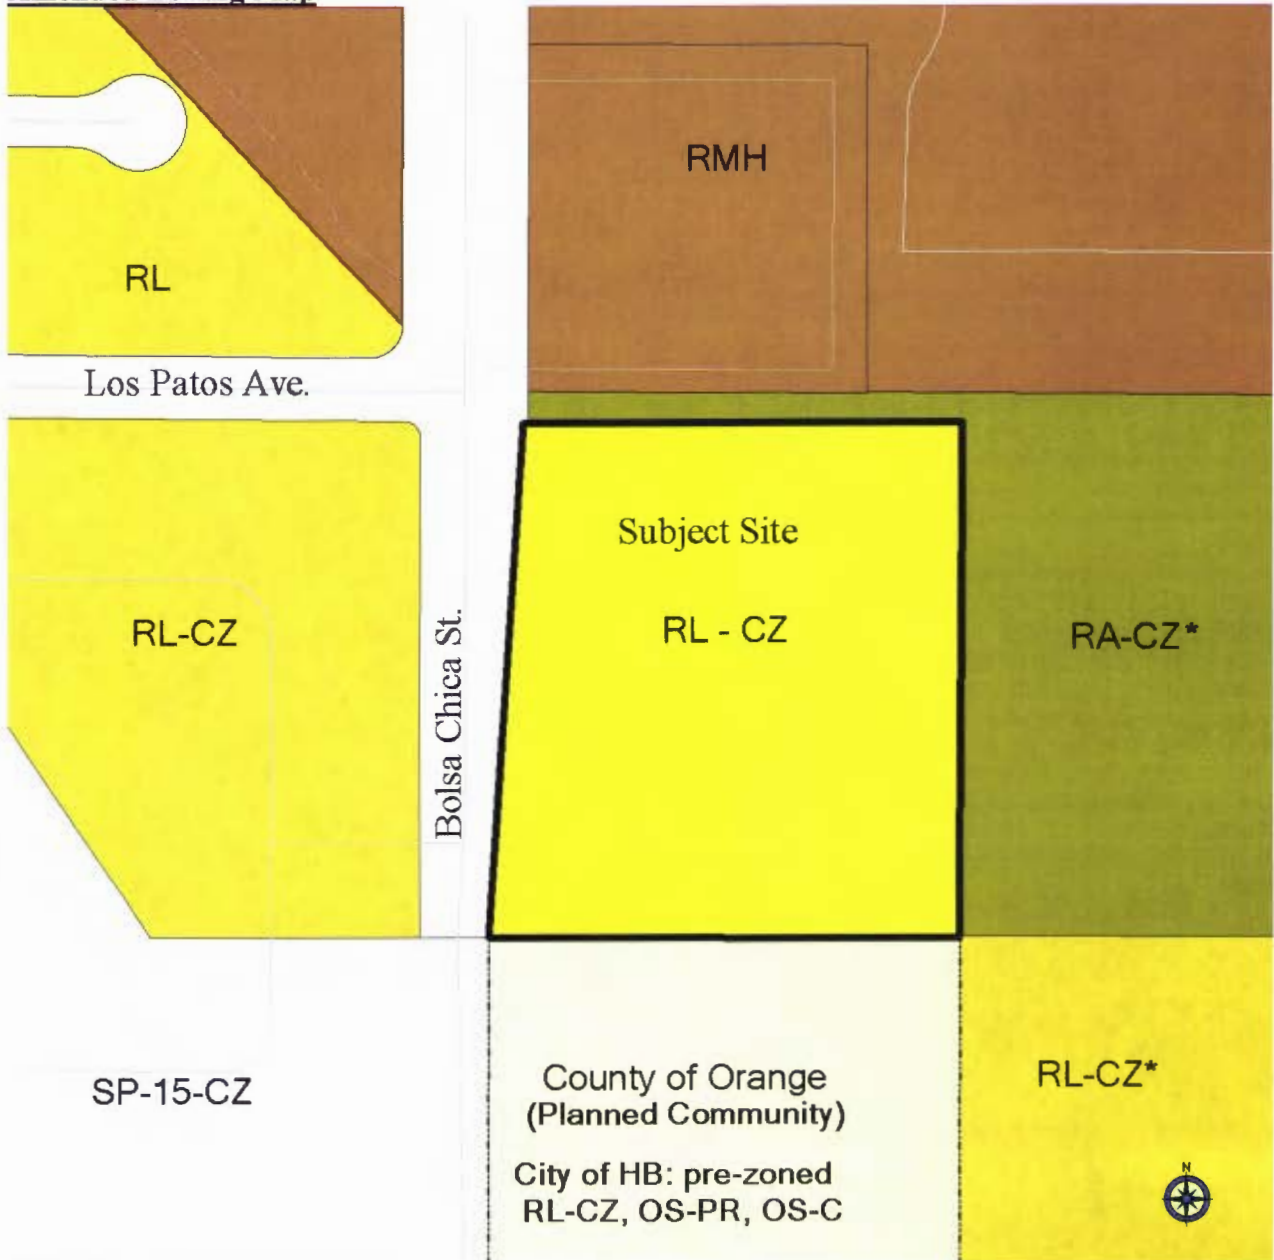 RMH
RL
Los Patos Ave.
Subject Site
RL-CZ
RL - CZ
RA-CZ*
Bolsa Chica St.
SP-15-CZ
County of Orange
(Planned Community)
City of HB: pre-zoned
RL-CZ, OS-PR, OS-C
RL-CZ*
N